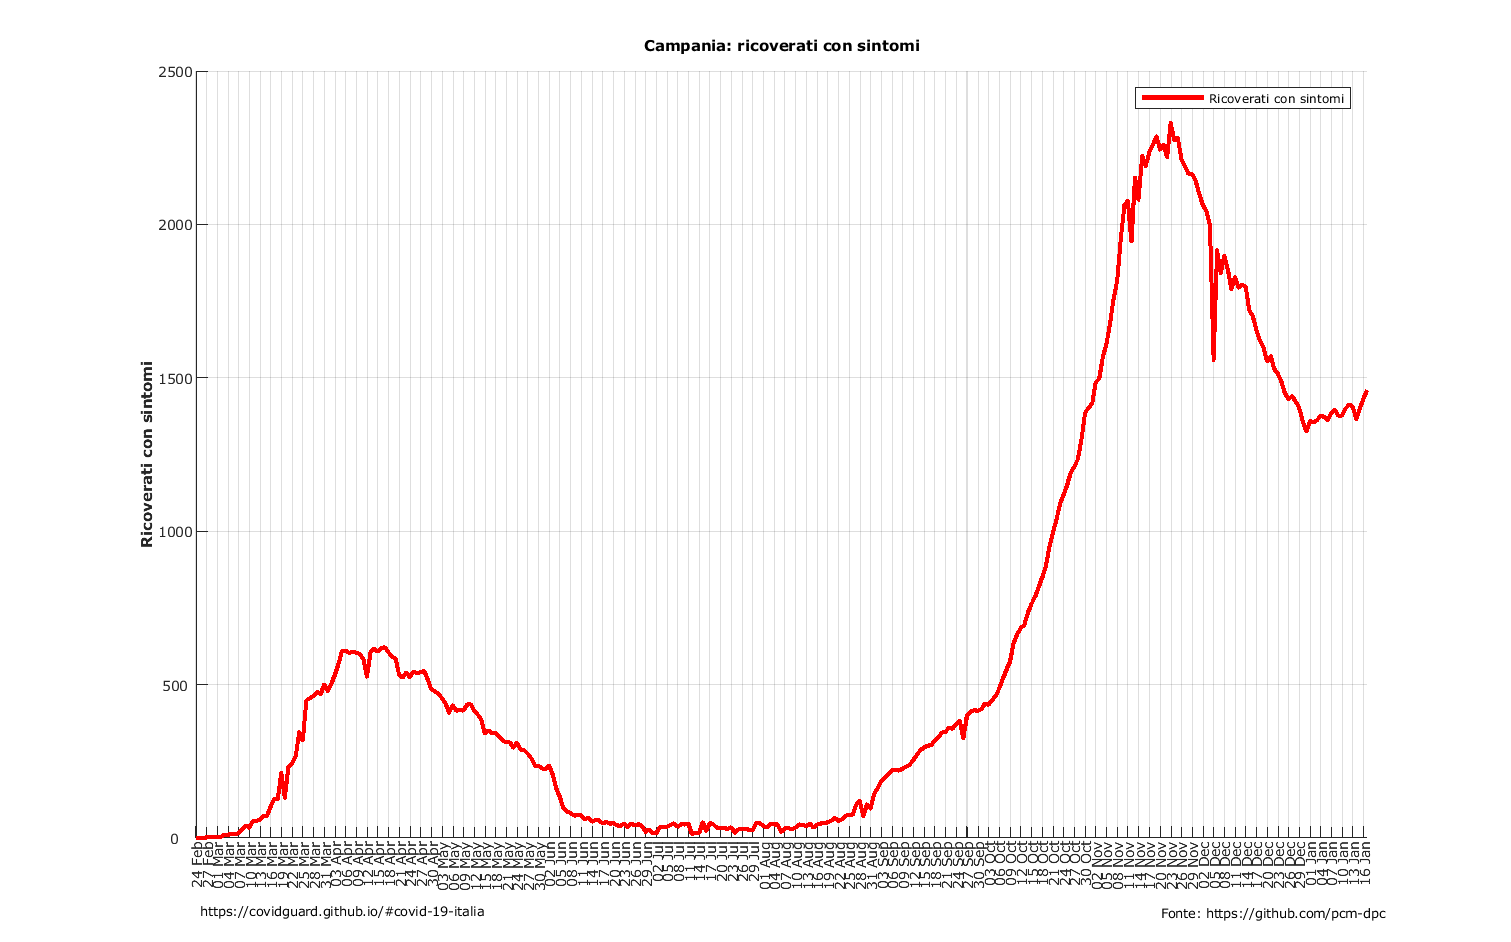 Campania: ricoverati con sintomi
Ricoverati con sintomi
2500
2000
1500
1000
500
0
Ricoverati con sintomi
24 Feb
27 Feb
01 Mar
04 Mar
07 Mar
10 Mar
13 Mar
16 Mar
19 Mar
22 Mar
25 Mar
28 Mar
31 Mar
03 Apr
06 Apr
09 Apr
12 Apr
15 Apr
18 Apr
21 Apr
24 Apr
27 Apr
30 Apr
03 May
06 May
09 May
12 May
15 May
18 May
21 May
24 May
27 May
30 May
02 Jun
05 Jun
08 Jun
11 Jun
14 Jun
17 Jun
20 Jun
23 Jun
26 Jun
29 Jun
02 Jul
05 Jul
08 Jul
11 Jul
14 Jul
17 Jul
20 Jul
23 Jul
26 Jul
29 Jul
01 Aug
04 Aug
07 Aug
10 Aug
13 Aug
16 Aug
19 Aug
22 Aug
25 Aug
28 Aug
31 Aug
03 Sep
06 Sep
09 Sep
12 Sep
15 Sep
18 Sep
21 Sep
24 Sep
27 Sep
30 Sep
03 Oct
06 Oct
09 Oct
12 Oct
15 Oct
18 Oct
21 Oct
24 Oct
27 Oct
30 Oct
02 Nov
05 Nov
08 Nov
11 Nov
14 Nov
17 Nov
20 Nov
23 Nov
26 Nov
29 Nov
02 Dec
05 Dec
08 Dec
11 Dec
14 Dec
17 Dec
20 Dec
23 Dec
26 Dec
29 Dec
01 Jan
04 Jan
07 Jan
10 Jan
13 Jan
16 Jan
https://covidguard.github.io/#covid-19-italia
Fonte: https://github.com/pcm-dpc